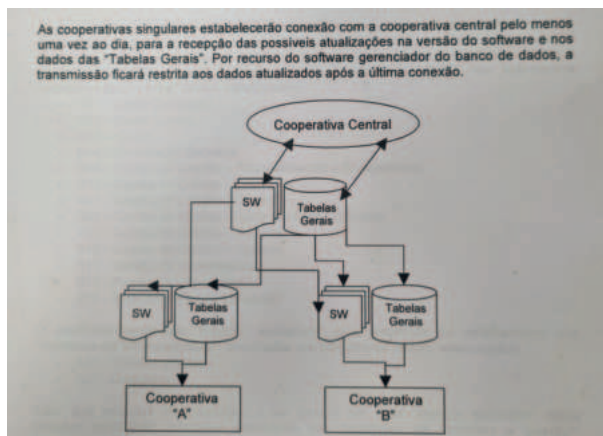 As cooperativas singulares estabelecerão conexão com a cooperativa central pelo menos
uma vez ao dia, para a recepção das possíveis atualizações na versão do software e nos
dados das "Tabelas Gerais". Por recurso do software gerenciador do banco de dados, a
transmissão ficará restrita aos dados atualizados após a última conexão.
Cooperativa Central
SW
Tabelas
Gerais
SW
Tabelas
Gerais
SW
Tabelas
Gerais
Cooperativa
"A"
Cooperativa
"B"